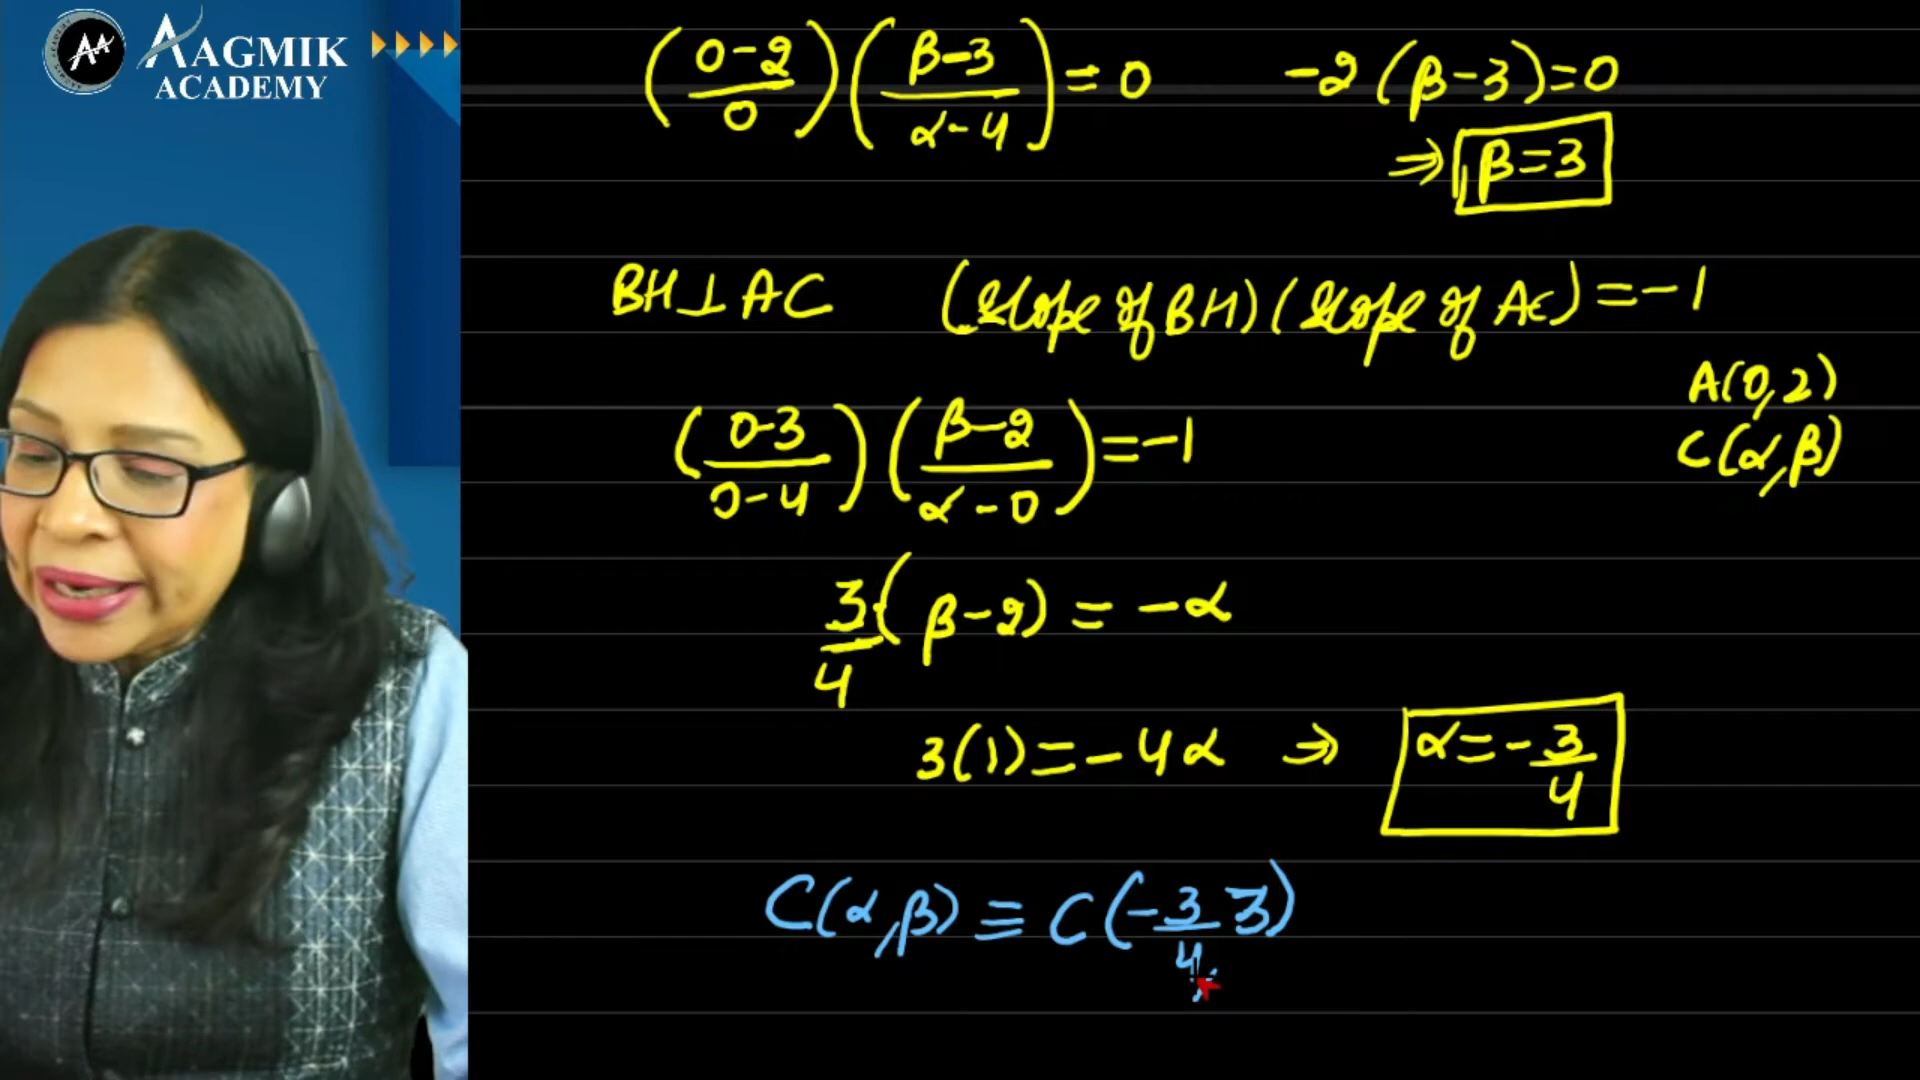 AAGMIK
ACADEMY
((0-2)/0)((β-3)/(α-4))=0 -2(β-3)=0
⇒ β=3
BH⊥AC (slope of BH)(slope of AC)=-1
A(0,2)
C(α,β)
((0-3)/(0-4))((β-2)/(α-0))=-1
3/4(β-2)=-α
3(1)=-4α ⇒ α=-3/4
C(α,β)≡C(-3/4 3)